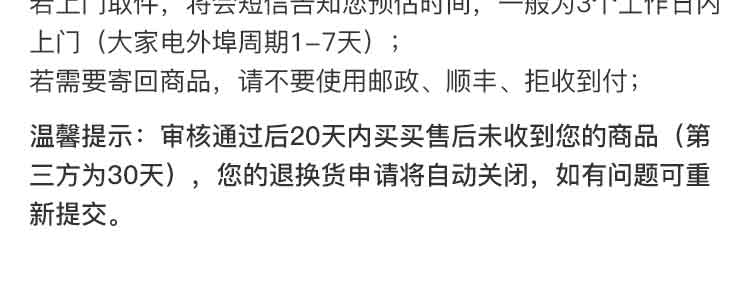 若上门取件，将会短信告知您预估时间，一般为3个工作日内
上门（大家电外埠周期1-7天）；
若需要寄回商品，请不要使用邮政、顺丰、拒收到付；
温馨提示：审核通过后20天内买买售后未收到您的商品（第
三方为30天），您的退换货申请将自动关闭，如有问题可重
新提交。